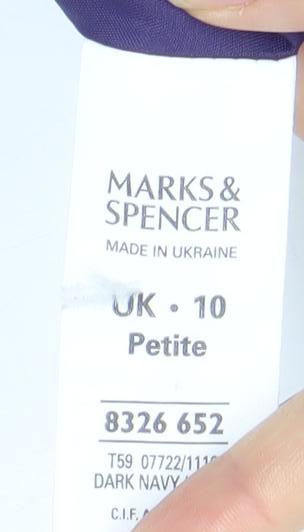 MARKS &
SPENCER
MADE IN UKRAINE
UK • 10
Petite
8326 652
T59 07722/111
DARK NAVY
C.I.F.